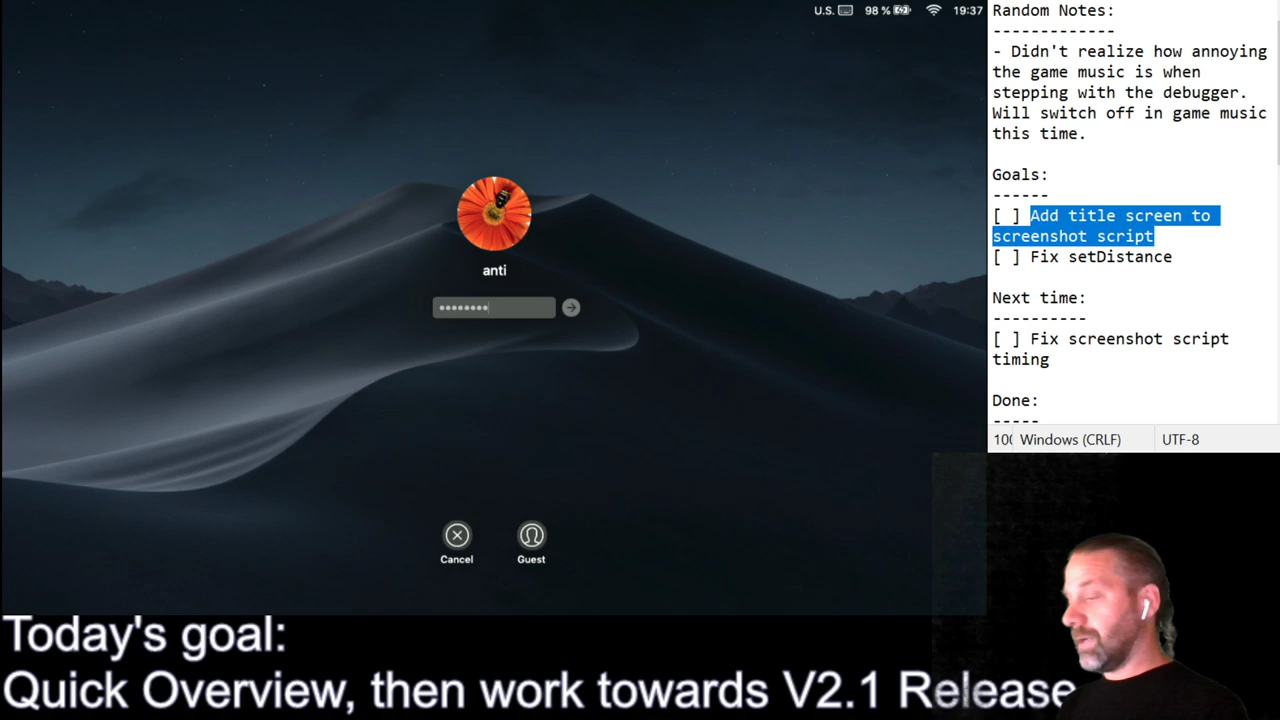 U.S. 98 % 19:37
anti
••••••••
Cancel Guest
Random Notes:
-------------
- Didn't realize how annoying
the game music is when
stepping with the debugger.
Will switch off in game music
this time.
Goals:
------
[ ] Add title screen to
screenshot script
[ ] Fix setDistance
Next time:
----------
[ ] Fix screenshot script
timing
Done:
-----
Windows (CRLF) UTF-8
Today's goal:
Quick Overview, then work towards V2.1 Release